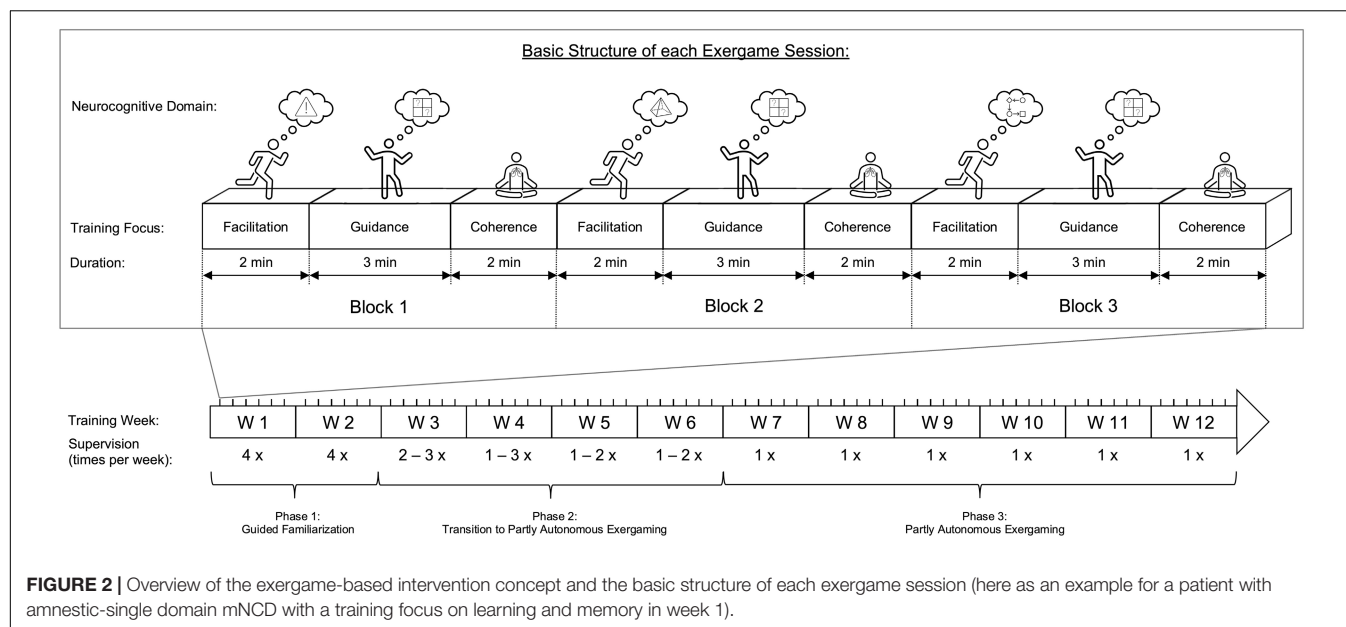 Basic Structure of each Exergame Session:
Neurocognitive Domain:
? ? ? ?
? ? ? ?
? ? ? ?
Training Focus: Facilitation Guidance Coherence Facilitation Guidance Coherence Facilitation Guidance Coherence
Duration: 2 min 3 min 2 min 2 min 3 min 2 min 2 min 3 min 2 min
Block 1 Block 2 Block 3
Training Week: W 1 W 2 W 3 W 4 W 5 W 6 W 7 W 8 W 9 W 10 W 11 W 12
Supervision
(times per week): 4 x 4 x 2 – 3 x 1 – 3 x 1 – 2 x 1 – 2 x 1 x 1 x 1 x 1 x 1 x 1 x
Phase 1:
Guided Familiarization
Phase 2:
Transition to Partly Autonomous Exergaming
Phase 3:
Partly Autonomous Exergaming
FIGURE 2 | Overview of the exergame-based intervention concept and the basic structure of each exergame session (here as an example for a patient with
amnestic-single domain mNCD with a training focus on learning and memory in week 1).